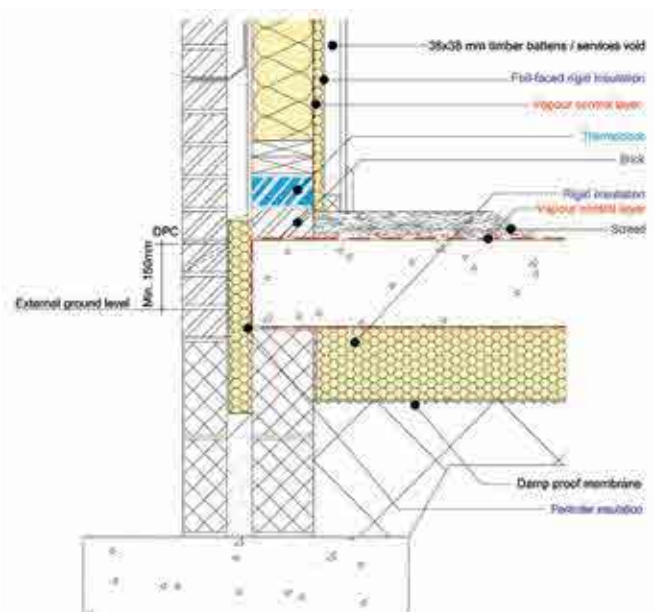 38x38 mm timber battens / services void
Foil-faced rigid insulation
Vapour control layer
Thermoblock
Brick
Rigid insulation
Vapour control layer
Screed
DPC
Min. 150mm
External ground level
Damp proof membrane
Perimter insulation